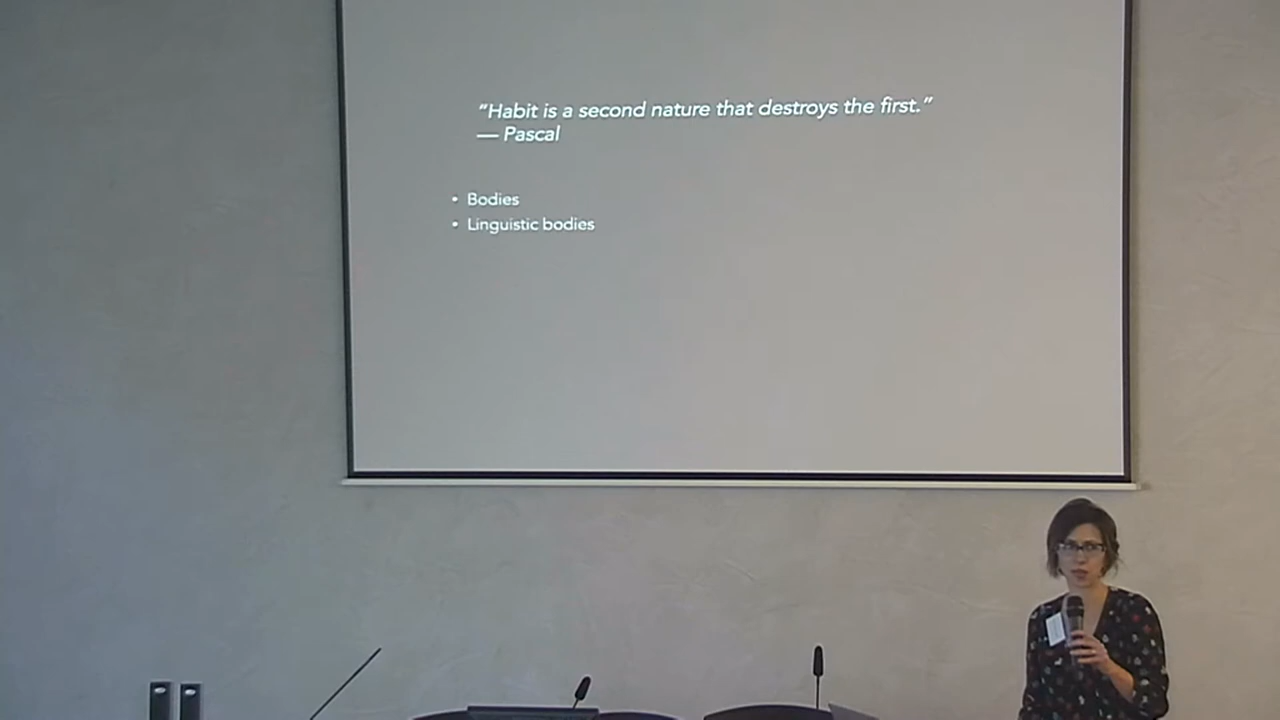 “Habit is a second nature that destroys the first.”
— Pascal
• Bodies
• Linguistic bodies